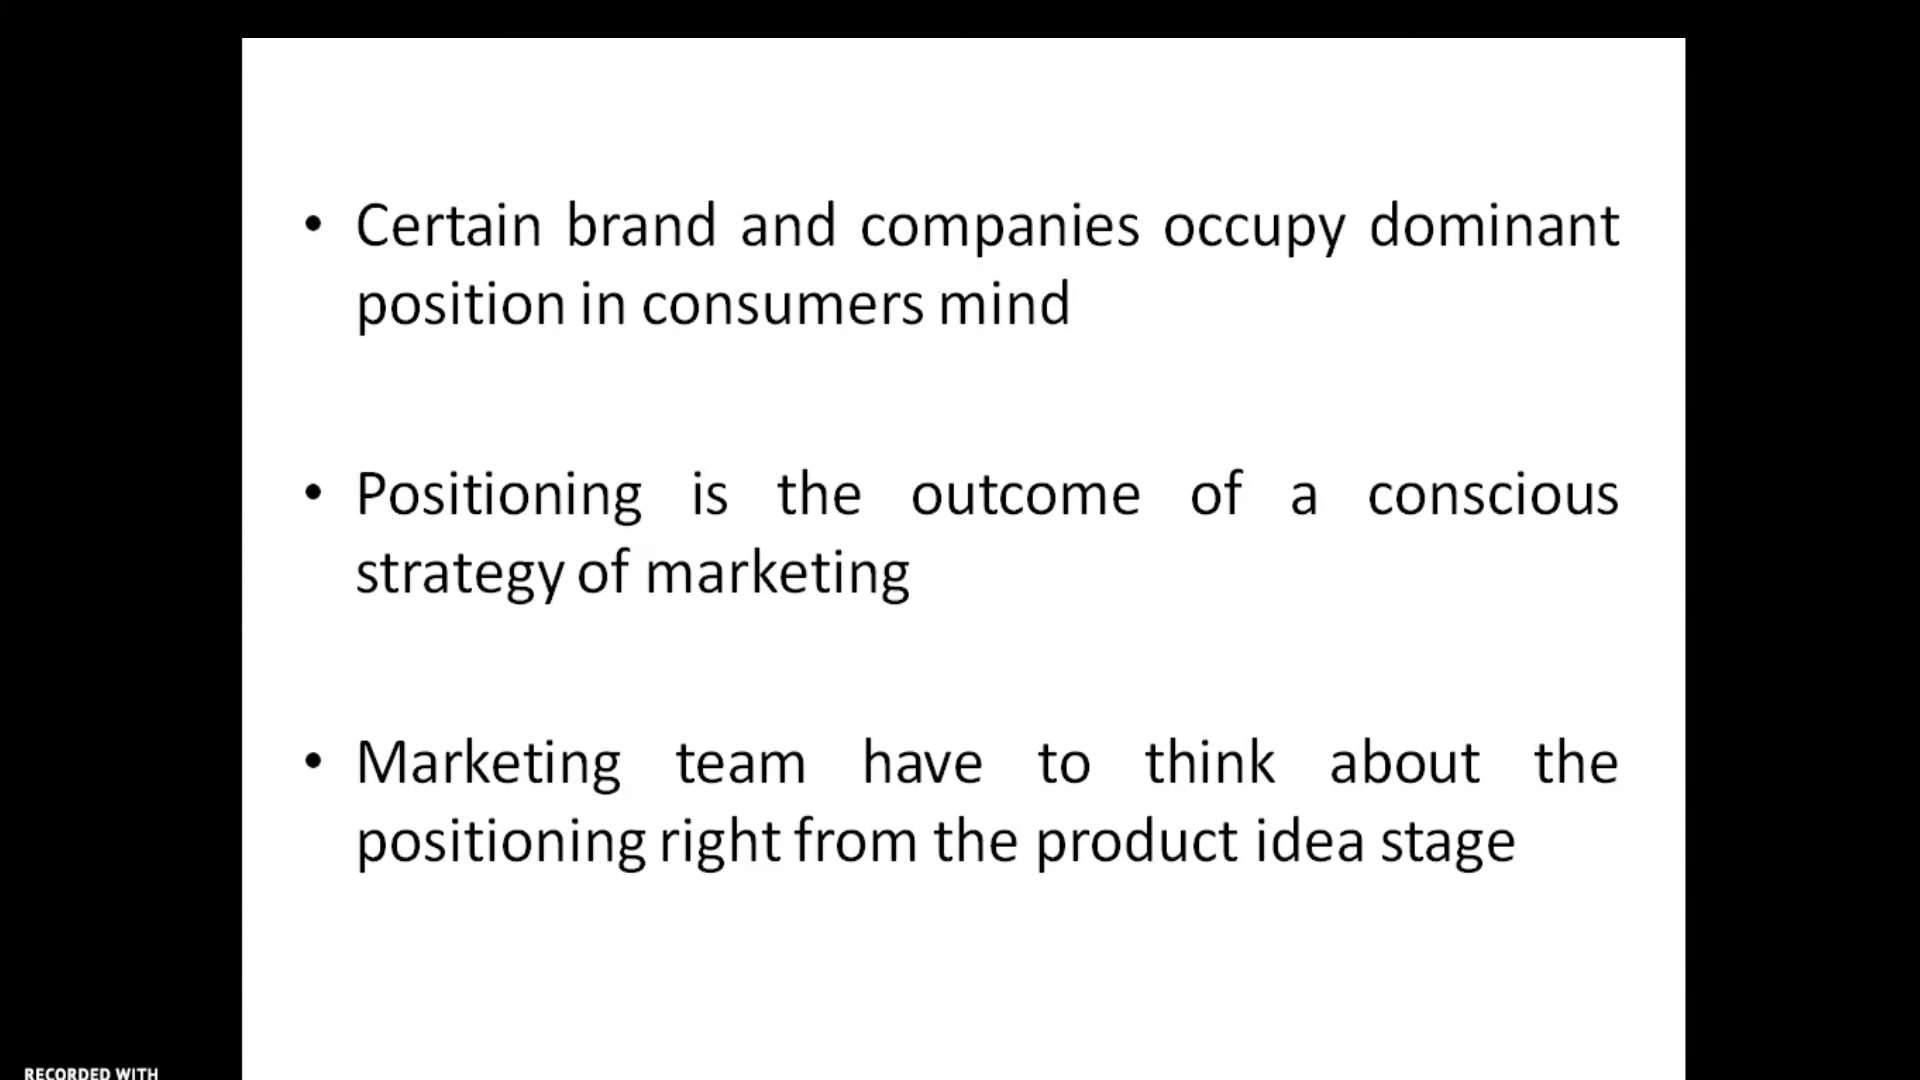 • Certain brand and companies occupy dominant
position in consumers mind
• Positioning is the outcome of a conscious
strategy of marketing
• Marketing team have to think about the
positioning right from the product idea stage
RECORDED WITH